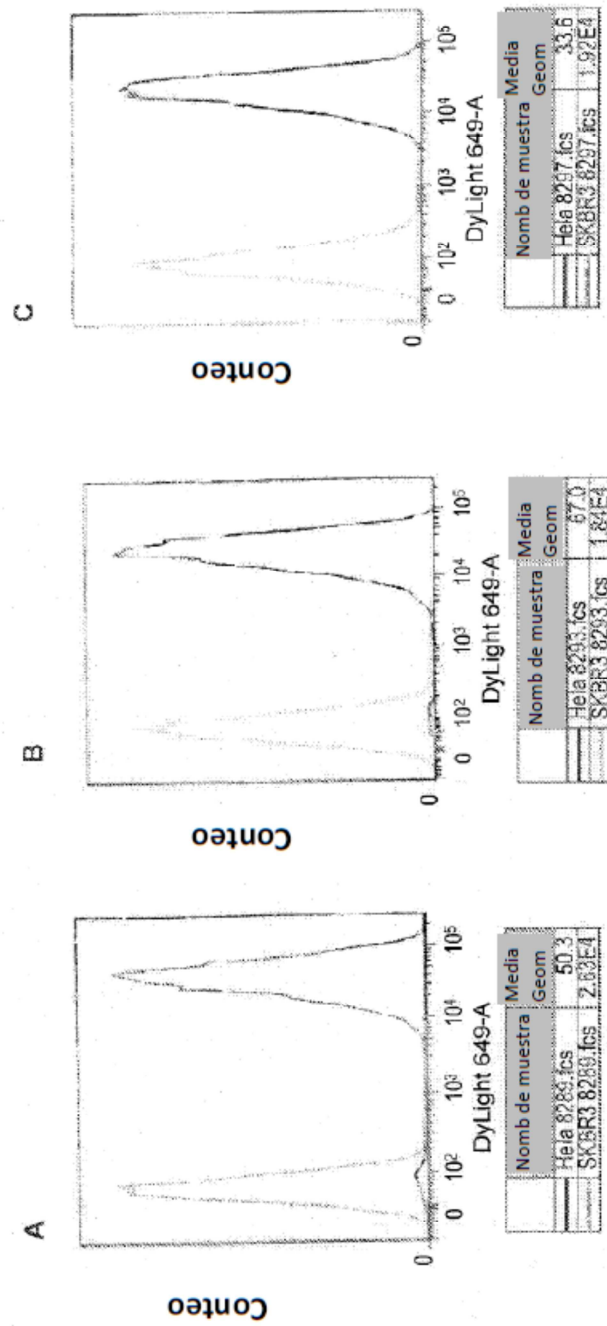 A
Conteo
0
0 10² 10³ 10⁴ 10⁵
DyLight 649-A
Nomb de muestra Media Geom
Hela 8289.fcs 50.3
SKBR3 8289.fcs 2.63E4
B
Conteo
0
0 10² 10³ 10⁴ 10⁵
DyLight 649-A
Nomb de muestra Media Geom
Hela 8293.fcs 67.0
SKBR3 8293.fcs 1.84E4
C
Conteo
0
0 10² 10³ 10⁴ 10⁵
DyLight 649-A
Nomb de muestra Media Geom
Hela 8297.fcs 33.6
SKBR3 8297.fcs 1.92E4